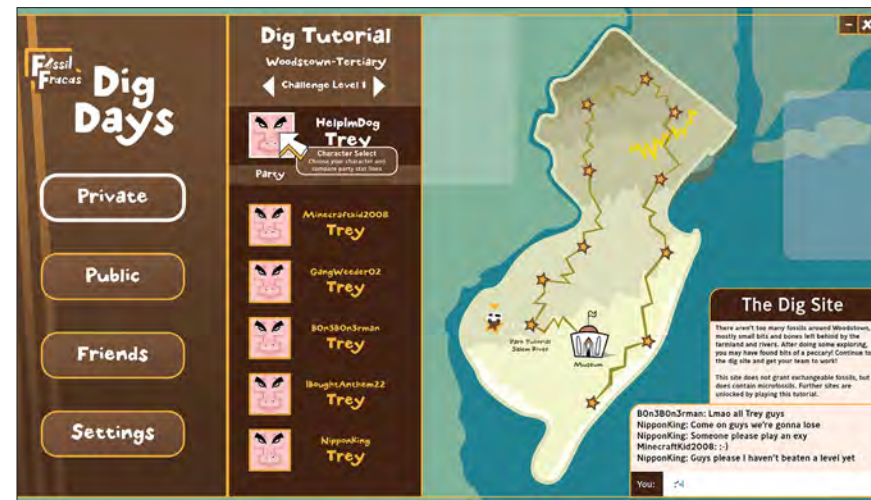 Fossil
Fracas
Dig
Days
Private
Public
Friends
Settings
Dig Tutorial
Woodstown-Tertiary
Challenge Level 1
HelpImDog
Trey
Character Select
Choose your character and
compare party stat lines
Party
Minecraftkid2008
Trey
GangWeeder02
Trey
B0n3B0n3rman
Trey
IBoughtAnthem22
Trey
NipponKing
Trey
- x
Park Tutorial
Salem River
Museum
The Dig Site
There aren't too many fossils around Woodstown,
mostly small bits and bones left behind by the
farmland and rivers. After doing some exploring,
you may have found bits of a peccary! Continue to
the dig site and get your team to work!
This site does not grant exchangeable fossils, but
does contain microfossils. Further sites are
unlocked by playing this tutorial.
B0n3B0n3rman: Lmao all Trey guys
NipponKing: Come on guys we're gonna lose
NipponKing: Someone please play an exy
MinecraftKid2008: :-)
NipponKing: Guys please I haven't beaten a level yet
You: